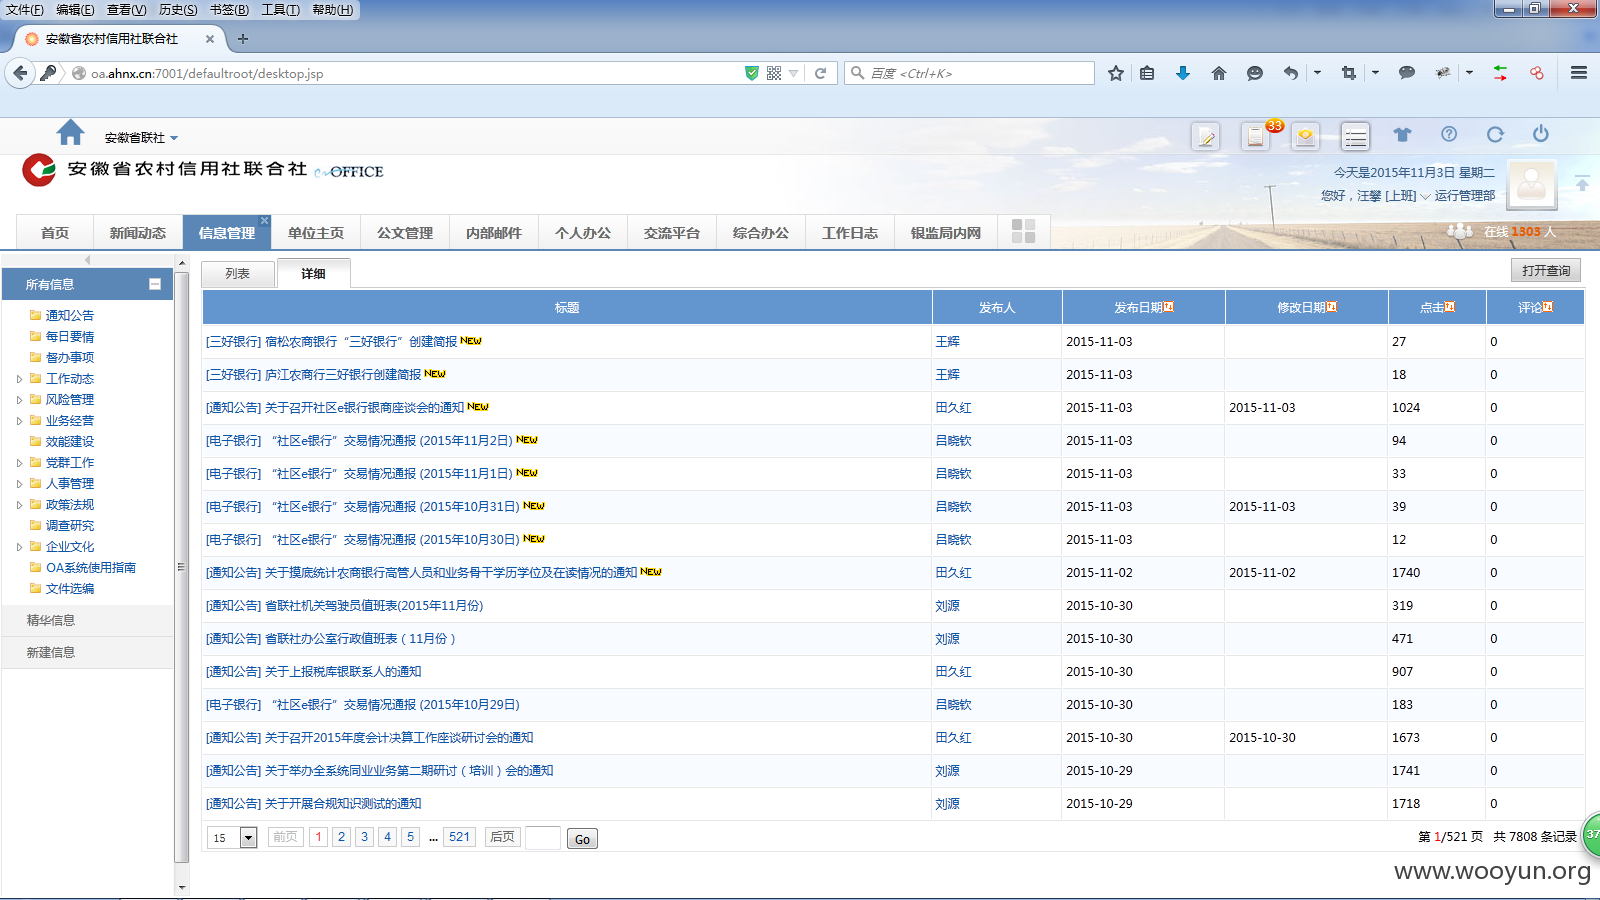 文件(F) 编辑(E) 查看(V) 历史(S) 书签(B) 工具(T) 帮助(H)
安徽省农村信用社联合社
oa.ahnx.cn:7001/defaultroot/desktop.jsp
百度 <Ctrl+K>
安徽省联社
33
安徽省农村信用社联合社 e-OFFICE
今天是2015年11月3日 星期二
您好，汪攀 [上班] 运行管理部
首页 新闻动态 信息管理 单位主页 公文管理 内部邮件 个人办公 交流平台 综合办公 工作日志 银监局内网
在线 1303 人
所有信息
通知公告
每日要情
督办事项
工作动态
风险管理
业务经营
效能建设
党群工作
人事管理
政策法规
调查研究
企业文化
OA系统使用指南
文件选编
精华信息
新建信息
列表 详细 打开查询
标题 发布人 发布日期 修改日期 点击 评论
[三好银行] 宿松农商银行“三好银行”创建简报 NEW 王辉 2015-11-03 27 0
[三好银行] 庐江农商行三好银行创建简报 NEW 王辉 2015-11-03 18 0
[通知公告] 关于召开社区e银行银商座谈会的通知 NEW 田久红 2015-11-03 2015-11-03 1024 0
[电子银行] “社区e银行”交易情况通报 (2015年11月2日) NEW 吕晓钦 2015-11-03 94 0
[电子银行] “社区e银行”交易情况通报 (2015年11月1日) NEW 吕晓钦 2015-11-03 33 0
[电子银行] “社区e银行”交易情况通报 (2015年10月31日) NEW 吕晓钦 2015-11-03 2015-11-03 39 0
[电子银行] “社区e银行”交易情况通报 (2015年10月30日) NEW 吕晓钦 2015-11-03 12 0
[通知公告] 关于摸底统计农商银行高管人员和业务骨干学历学位及在读情况的通知 NEW 田久红 2015-11-02 2015-11-02 1740 0
[通知公告] 省联社机关驾驶员值班表(2015年11月份) 刘源 2015-10-30 319 0
[通知公告] 省联社办公室行政值班表（11月份） 刘源 2015-10-30 471 0
[通知公告] 关于上报税库银联系人的通知 田久红 2015-10-30 907 0
[电子银行] “社区e银行”交易情况通报 (2015年10月29日) 吕晓钦 2015-10-30 183 0
[通知公告] 关于召开2015年度会计决算工作座谈研讨会的通知 田久红 2015-10-30 2015-10-30 1673 0
[通知公告] 关于举办全系统同业业务第二期研讨（培训）会的通知 刘源 2015-10-29 1741 0
[通知公告] 关于开展合规知识测试的通知 刘源 2015-10-29 1718 0
15 前页 1 2 3 4 5 ... 521 后页 Go 第 1/521 页 共 7808 条记录
37
www.wooyun.org